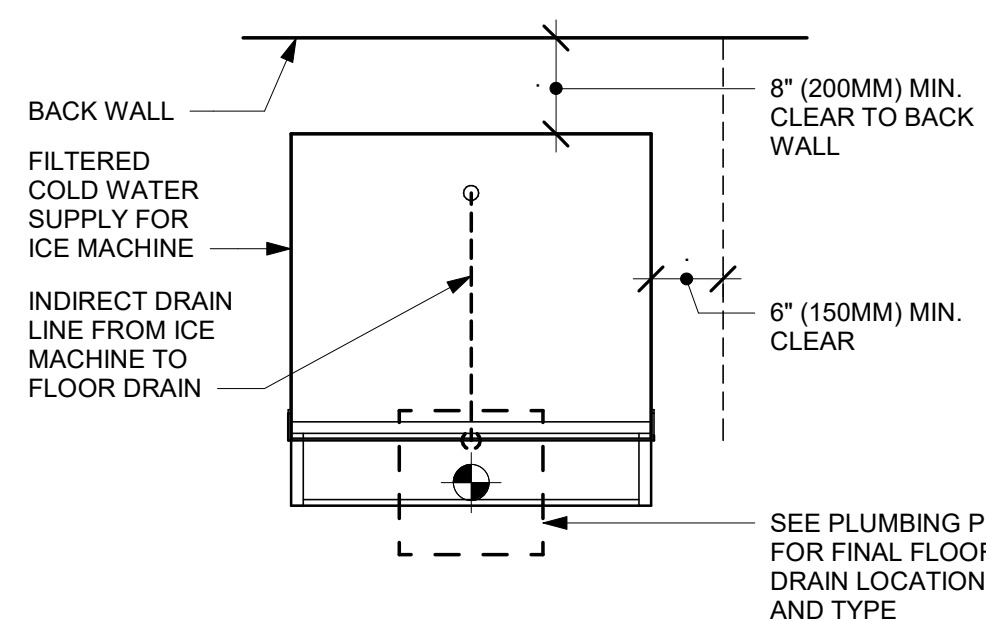 BACK WALL
FILTERED
COLD WATER
SUPPLY FOR
ICE MACHINE
INDIRECT DRAIN
LINE FROM ICE
MACHINE TO
FLOOR DRAIN
8" (200MM) MIN.
CLEAR TO BACK
WALL
6" (150MM) MIN.
CLEAR
SEE PLUMBING
FOR FINAL
DRAIN LOCATION
AND TYPE